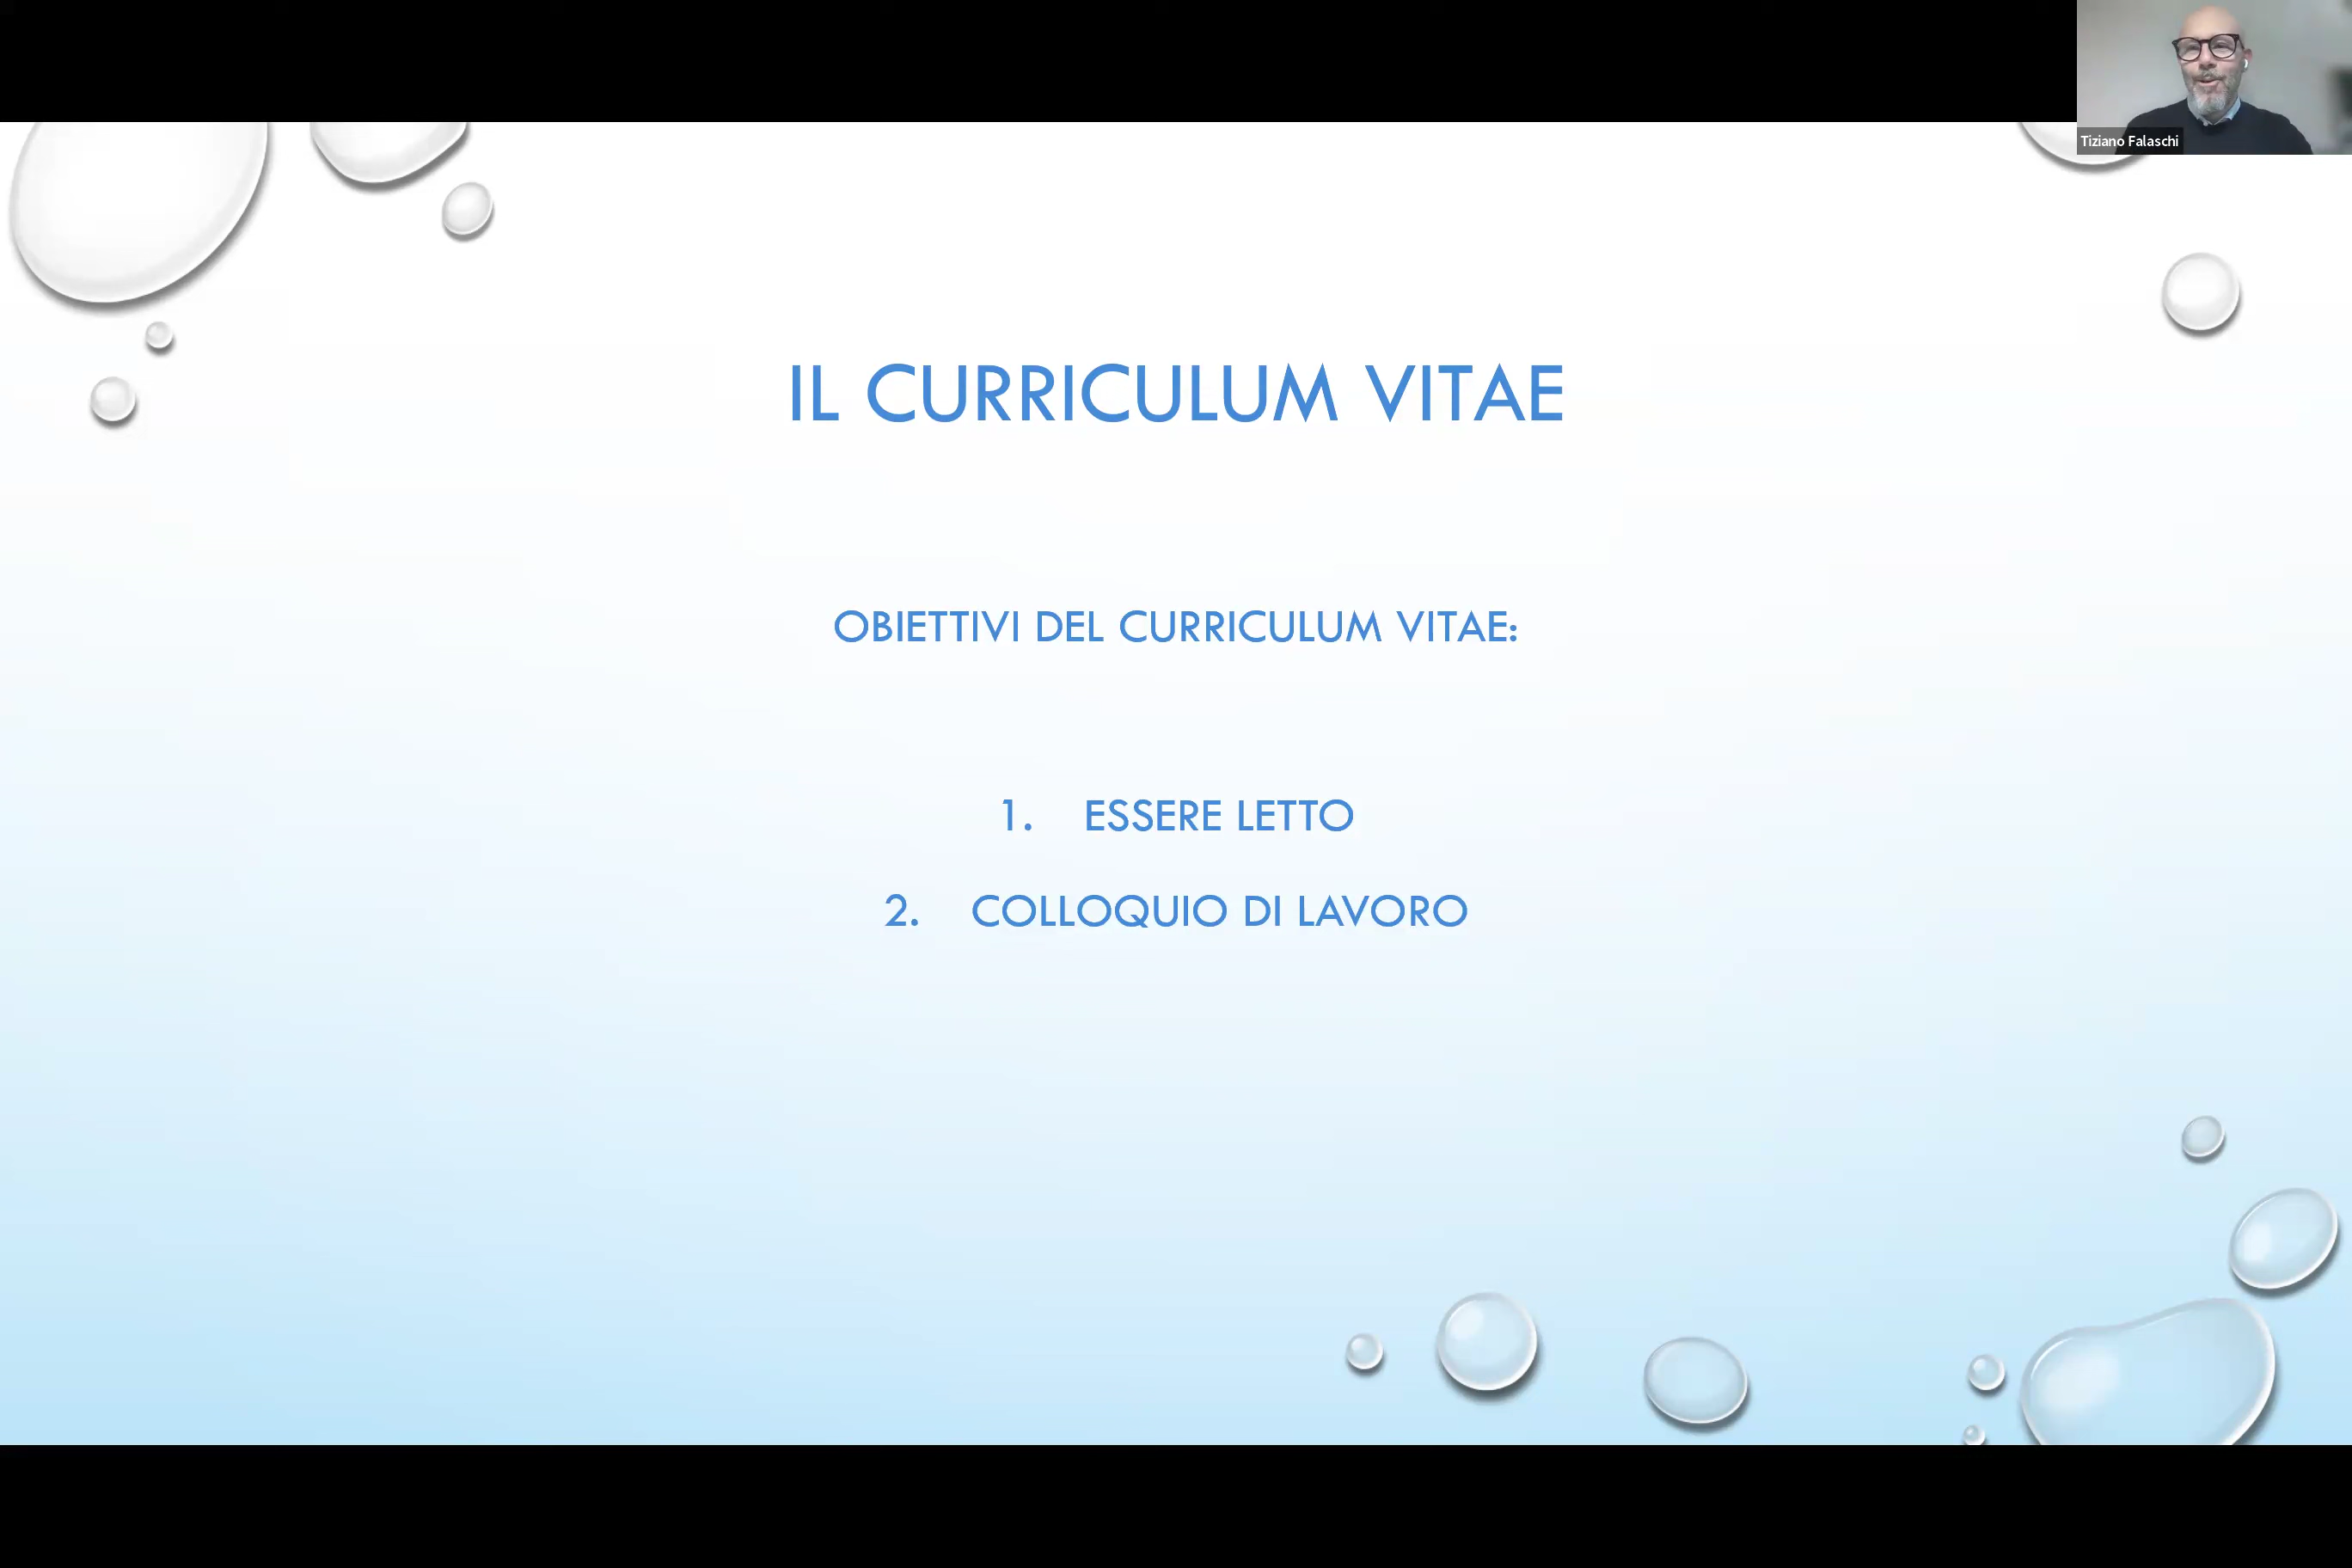 Tiziano Falaschi
IL CURRICULUM VITAE
OBIETTIVI DEL CURRICULUM VITAE:
1. ESSERE LETTO
2. COLLOQUIO DI LAVORO